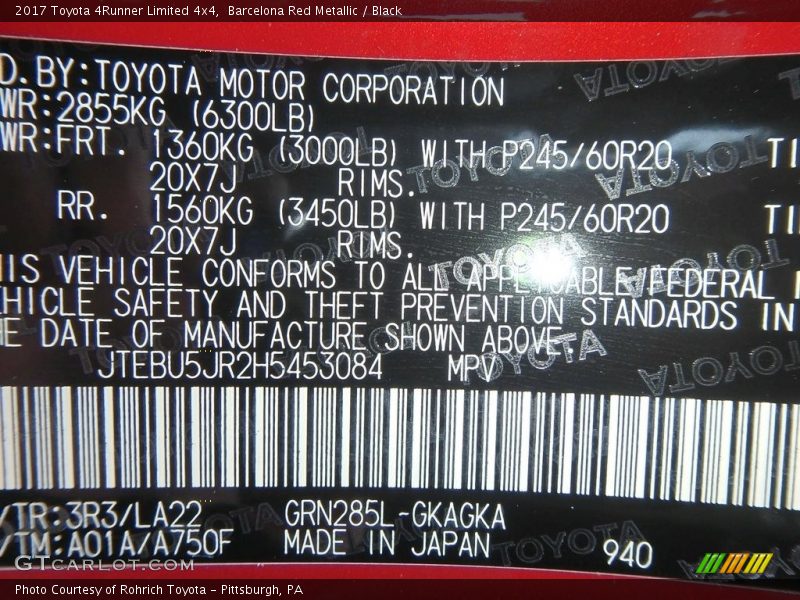 2017 Toyota 4Runner Limited 4x4,  Barcelona Red Metallic / Black
D. BY:TOYOTA MOTOR CORPORATION
WR:2855KG (6300LB)
WR:FRT. 1360KG (3000LB) WITH P245/60R20 TI
20X7J RIMS.
RR. 1560KG (3450LB) WITH P245/60R20 TI
20X7J RIMS.
IS VEHICLE CONFORMS TO ALL APPLICABLE FEDERAL
HICLE SAFETY AND THEFT PREVENTION STANDARDS IN
E DATE OF MANUFACTURE SHOWN ABOVE
JTEBU5JR2H5453084 MPV
/TR:3R3/LA22 GRN285L-GKAGKA
/TM:A01A/A750F MADE IN JAPAN 940
GTCarLot.com
Photo Courtesy of Rohrich Toyota - Pittsburgh, PA